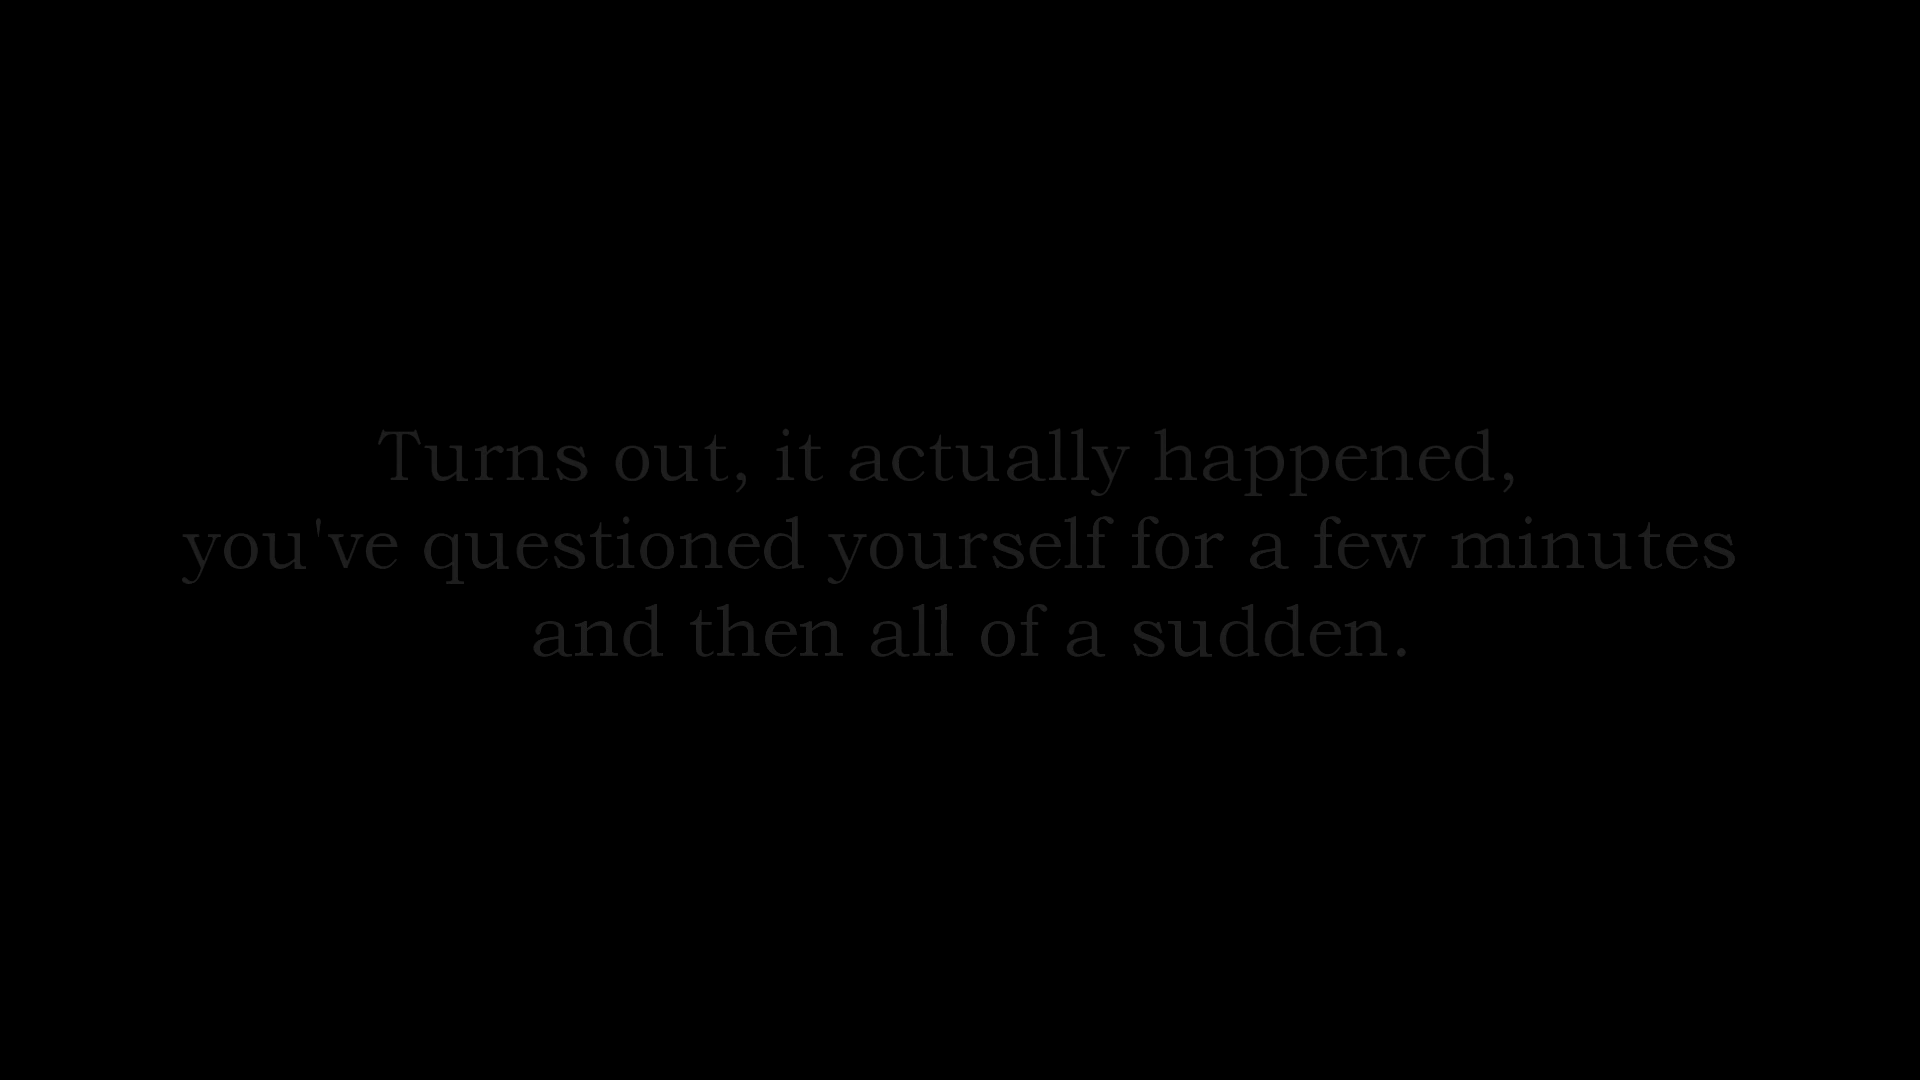 Turns out, it actually happened,
you've questioned yourself for a few minutes
and then all of a sudden.